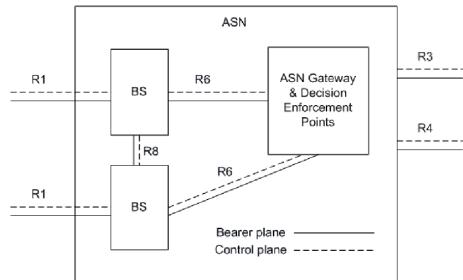 ASN
R1
BS
R6
ASN Gateway
& Decision
Enforcement
Points
R3
R8
R4
R1
BS
R6
Bearer plane
Control plane